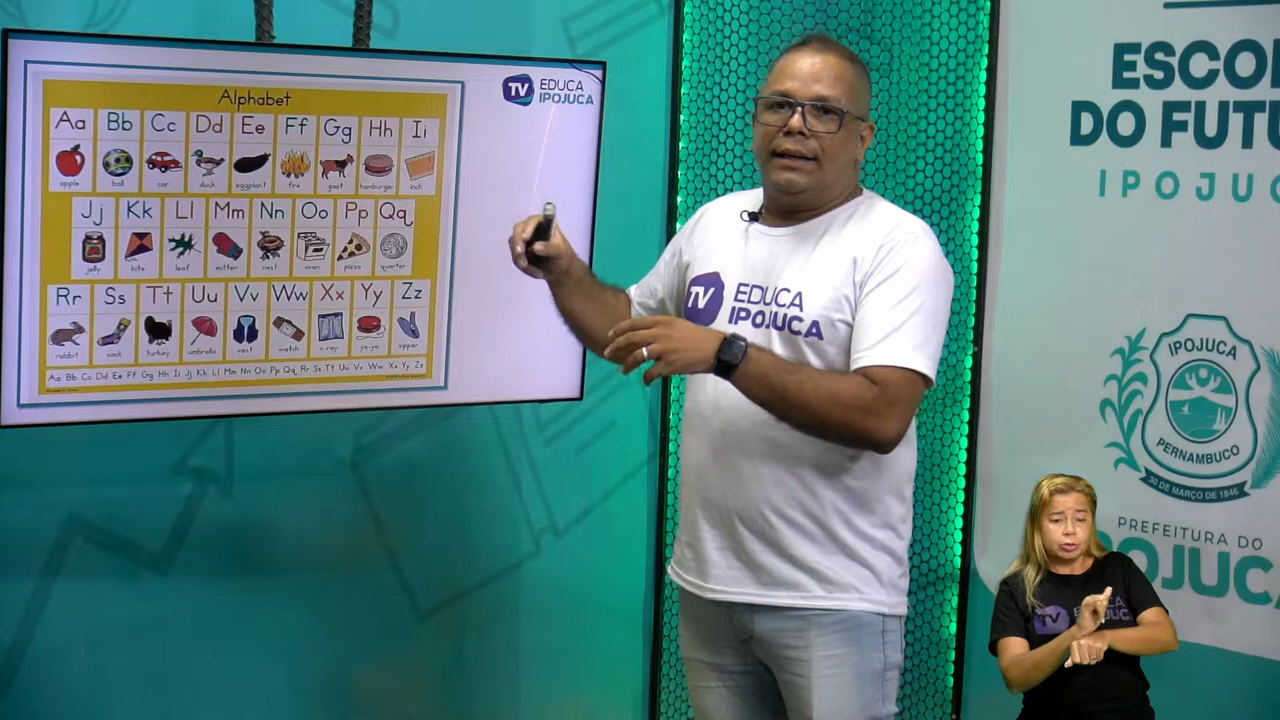 Alphabet
Aa Bb Cc Dd Ee Ff Gg Hh Ii
apple ball car duck eggplant fire goat hamburger inch
Jj Kk Ll Mm Nn Oo Pp Qq
jelly kite leaf mitten nest oven pizza quarter
Rr Ss Tt Uu Vv Ww Xx Yy Zz
rabbit sock turkey umbrella vest watch x-ray yo-yo zipper
Aa Bb Cc Dd Ee Ff Gg Hh Ii Jj Kk Ll Mm Nn Oo Pp Qq Rr Ss Tt Uu Vv Ww Xx Yy Zz
TV EDUCA
IPOJUCA
TV EDUCA
IPOJUCA
ESCOL
DO FUTU
IPOJUC
IPOJUCA
PERNAMBUCO
30 DE MARÇO DE 1846
PREFEITURA DO
POJUCA
TV EDUCA
IPOJUCA